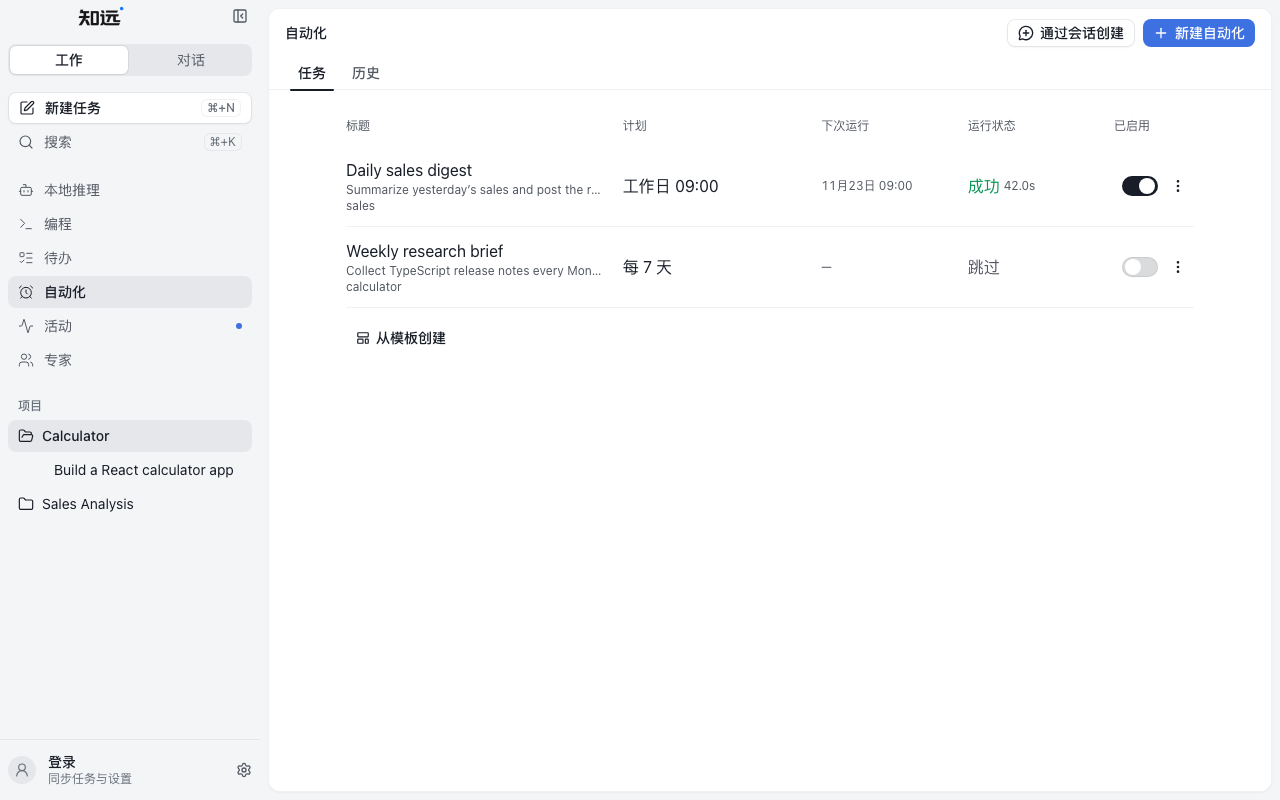 知远
工作
对话
新建任务
⌘+N
搜索
⌘+K
本地推理
编程
待办
自动化
活动
专家
项目
Calculator
Build a React calculator app
Sales Analysis
登录
同步任务与设置
自动化
通过会话创建
新建自动化
任务
历史
标题
计划
下次运行
运行状态
已启用
Daily sales digest
Summarize yesterday's sales and post the r...
sales
工作日 09:00
11月23日 09:00
成功 42.0s
Weekly research brief
Collect TypeScript release notes every Mon...
calculator
每 7 天
–
跳过
从模板创建